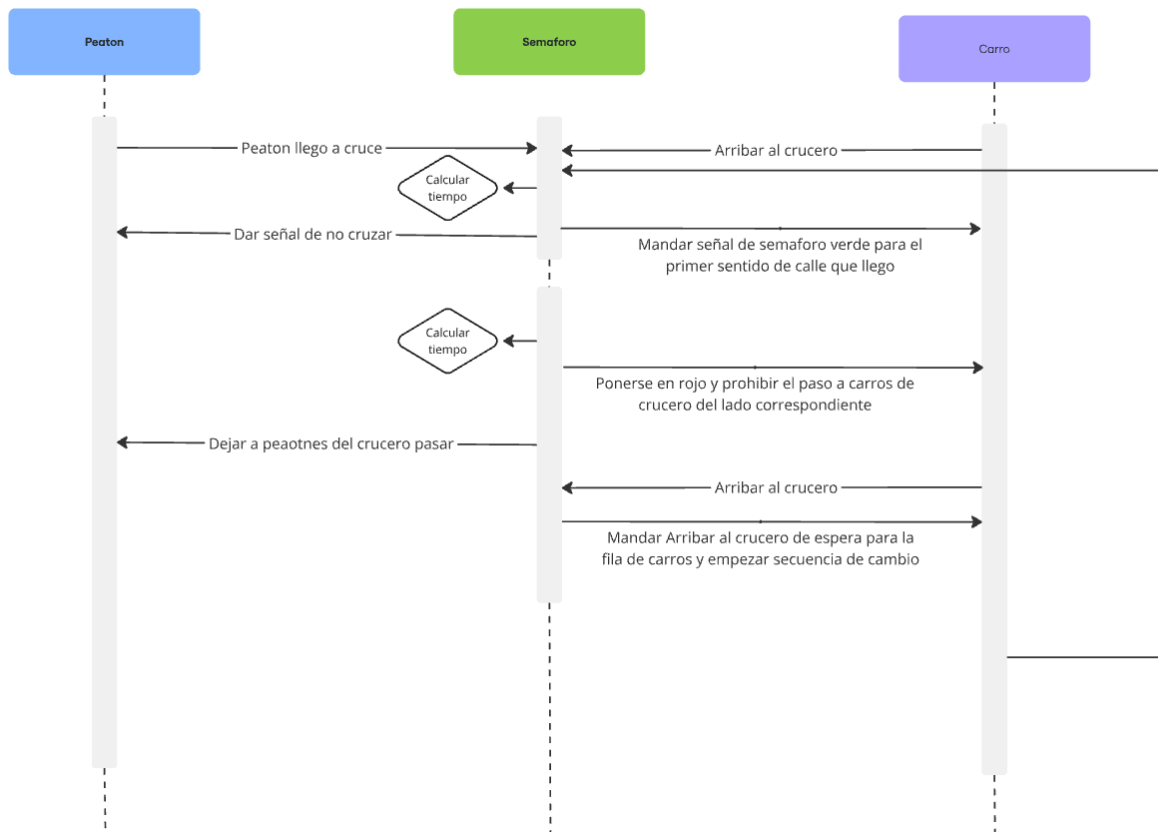 Peaton
Semaforo
Carro
Peaton llego a cruce
Arribar al crucero
Calcular
tiempo
Dar señal de no cruzar
Mandar señal de semaforo verde para el
primer sentido de calle que llego
Calcular
tiempo
Ponerse en rojo y prohibir el paso a carros de
crucero del lado correspondiente
Dejar a peaotnes del crucero pasar
Arribar al crucero
Mandar Arribar al crucero de espera para la
fila de carros y empezar secuencia de cambio